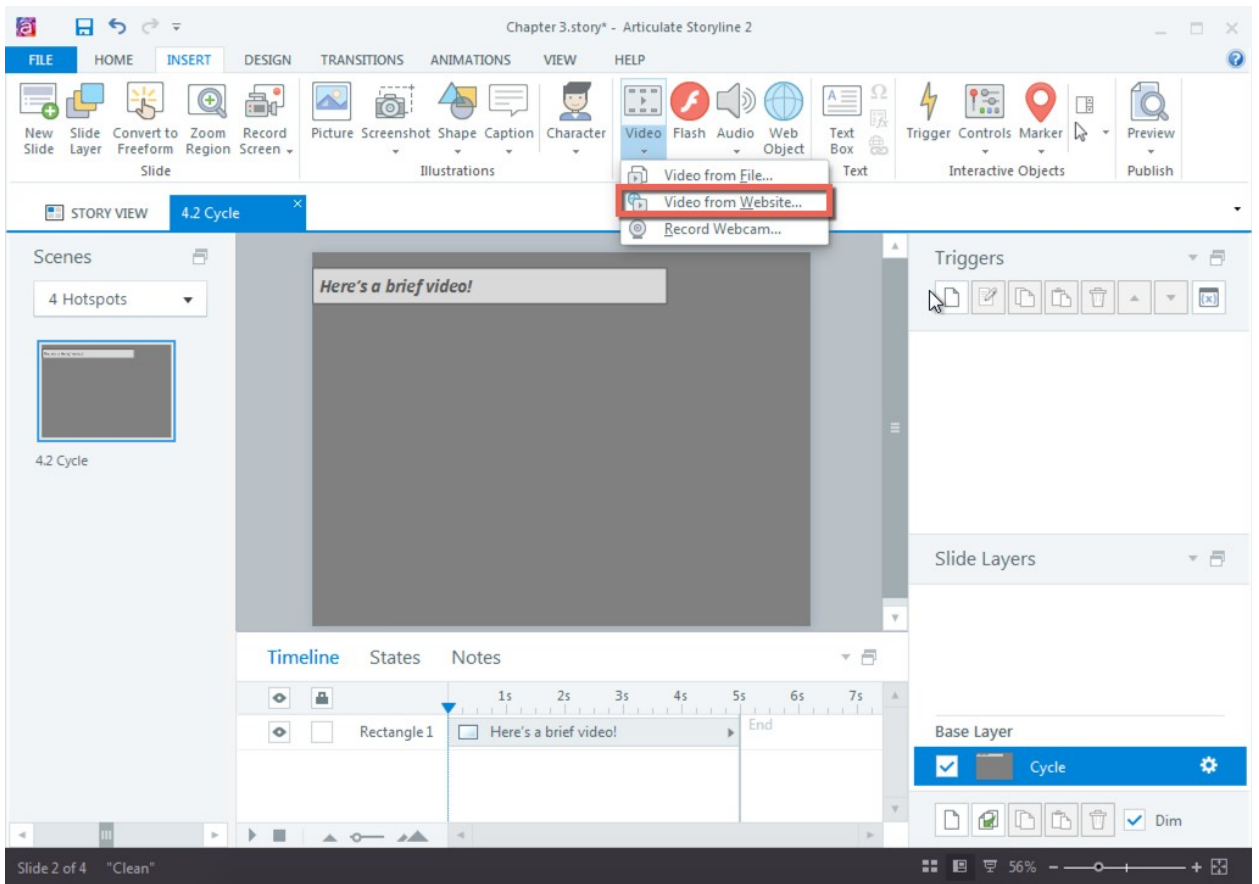 Chapter 3.story* - Articulate Storyline 2
FILE HOME INSERT DESIGN TRANSITIONS ANIMATIONS VIEW HELP
New Slide
Slide Layer
Convert to Freeform
Zoom Region
Record Screen
Slide
Picture
Screenshot
Shape
Caption
Character
Illustrations
Video
Flash
Audio
Web Object
Text Box
Text
Trigger
Controls
Marker
Interactive Objects
Preview
Publish
Video from File...
Video from Website...
Record Webcam...
STORY VIEW
4.2 Cycle
Scenes
4 Hotspots
4.2 Cycle
Here's a brief video!
Triggers
Slide Layers
Base Layer
Cycle
Dim
Timeline States Notes
1s 2s 3s 4s 5s 6s 7s
Rectangle 1
Here's a brief video!
End
Slide 2 of 4 "Clean"
56%